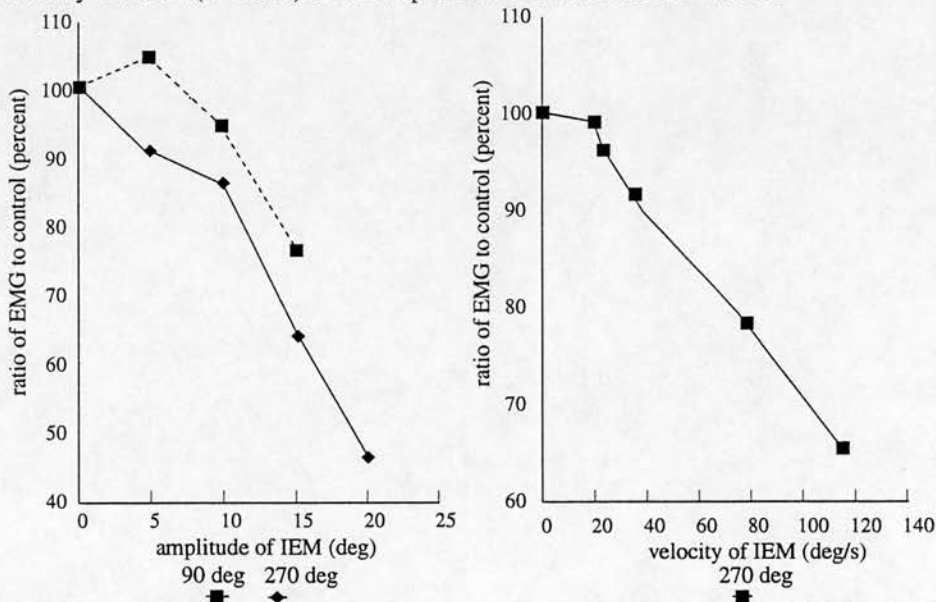 110
100
90
80
70
60
50
40
ratio of EMG to control (percent)
0 5 10 15 20 25
amplitude of IEM (deg)
90 deg 270 deg
110
100
90
80
70
60
ratio of EMG to control (percent)
0 20 40 60 80 100 120 140
velocity of IEM (deg/s)
270 deg